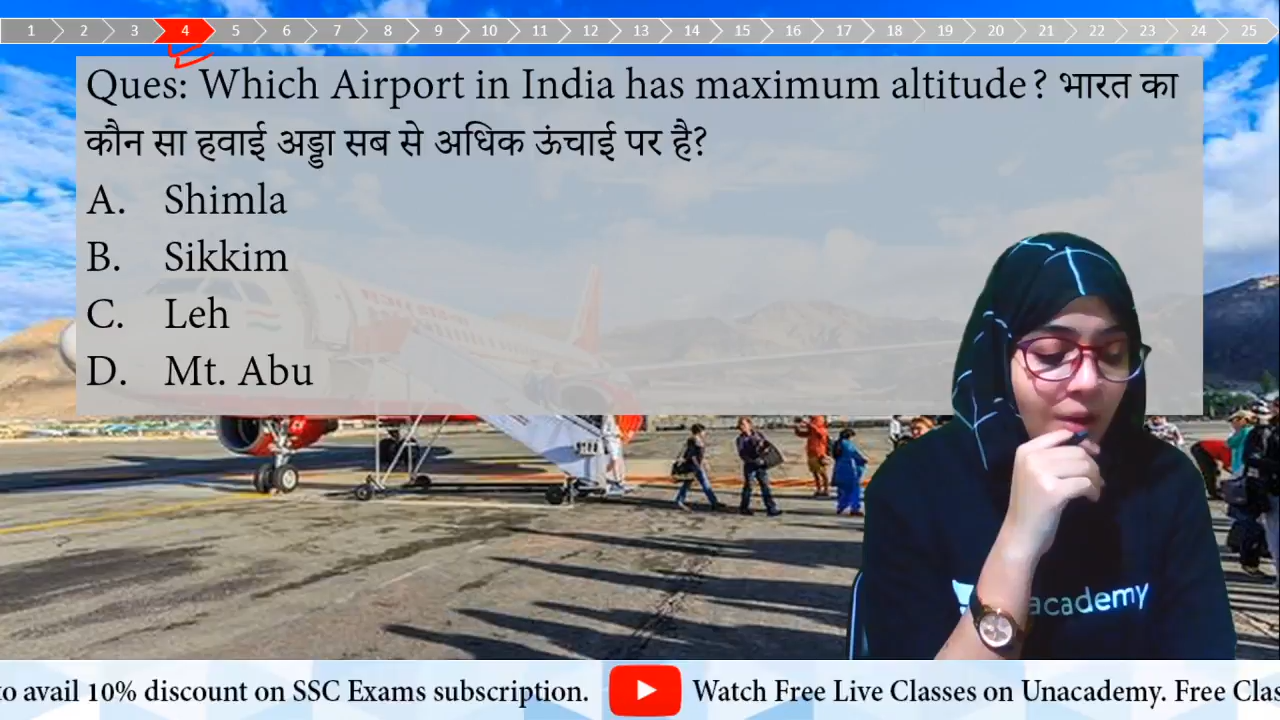 1 2 3 4 5 6 7 8 9 10 11 12 13 14 15 16 17 18 19 20 21 22 23 24 25
Ques: Which Airport in India has maximum altitude? भारत का
कौन सा हवाई अड्डा सब से अधिक ऊंचाई पर है?
A. Shimla
B. Sikkim
C. Leh
D. Mt. Abu
academy
to avail 10% discount on SSC Exams subscription. Watch Free Live Classes on Unacademy. Free